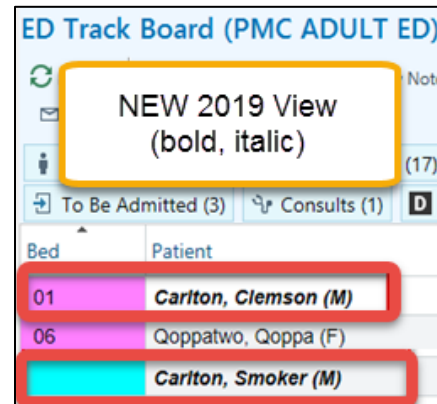 ED Track Board (PMC ADULT ED)
Not
NEW 2019 View
(bold, italic)
(17)
To Be Admitted (3) Consults (1) D
Bed Patient
01 Carlton, Clemson (M)
06 Qoppatwo, Qoppa (F)
Carlton, Smoker (M)